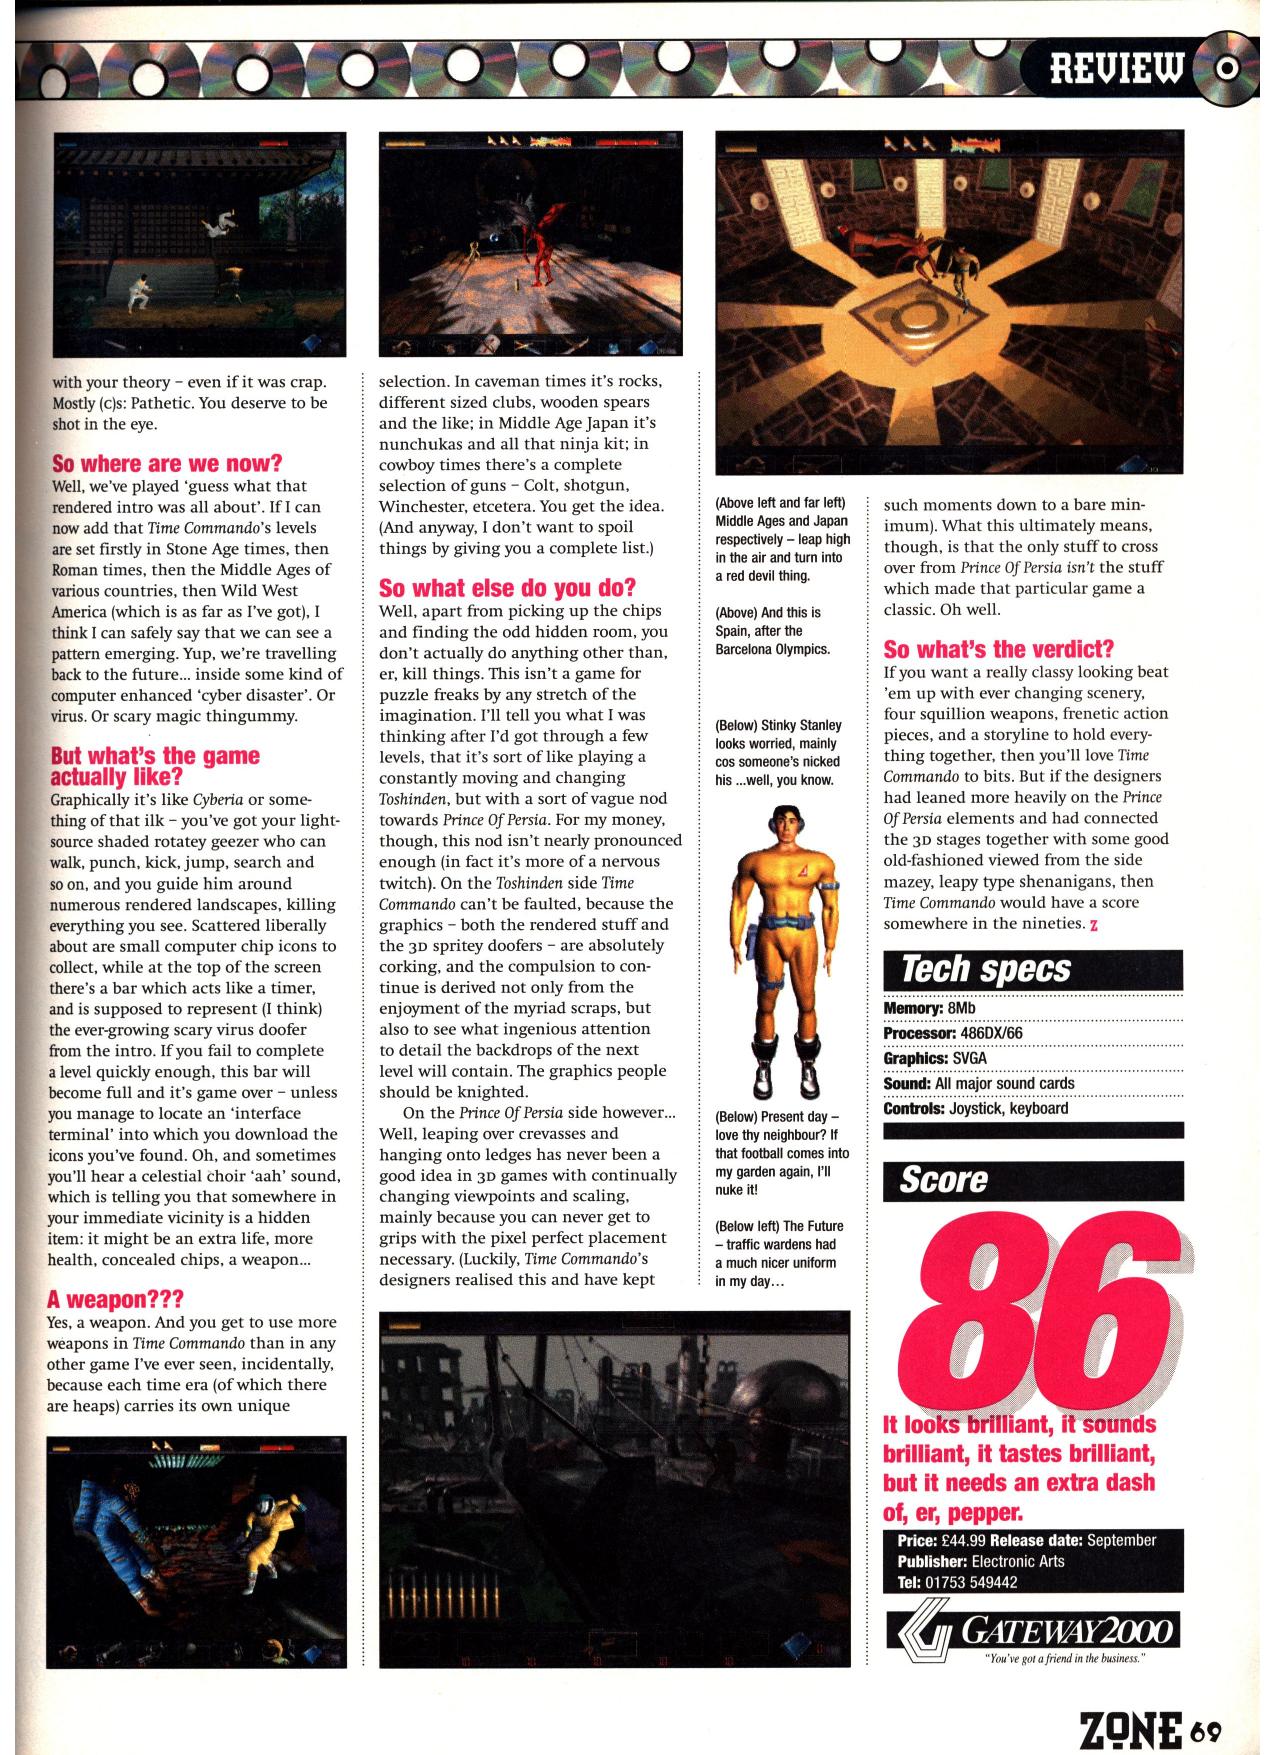 REVIEW
with your theory – even if it was crap.
Mostly (c)s: Pathetic. You deserve to be
shot in the eye.
So where are we now?
Well, we've played 'guess what that
rendered intro was all about'. If I can
now add that Time Commando's levels
are set firstly in Stone Age times, then
Roman times, then the Middle Ages of
various countries, then Wild West
America (which is as far as I've got), I
think I can safely say that we can see a
pattern emerging. Yup, we're travelling
back to the future... inside some kind of
computer enhanced 'cyber disaster'. Or
virus. Or scary magic thingummy.
But what's the game
actually like?
Graphically it's like Cyberia or some-
thing of that ilk – you've got your light-
source shaded rotatey geezer who can
walk, punch, kick, jump, search and
so on, and you guide him around
numerous rendered landscapes, killing
everything you see. Scattered liberally
about are small computer chip icons to
collect, while at the top of the screen
there's a bar which acts like a timer,
and is supposed to represent (I think)
the ever-growing scary virus doofer
from the intro. If you fail to complete
a level quickly enough, this bar will
become full and it's game over – unless
you manage to locate an 'interface
terminal' into which you download the
icons you've found. Oh, and sometimes
you'll hear a celestial choir 'aah' sound,
which is telling you that somewhere in
your immediate vicinity is a hidden
item: it might be an extra life, more
health, concealed chips, a weapon...
A weapon???
Yes, a weapon. And you get to use more
weapons in Time Commando than in any
other game I've ever seen, incidentally,
because each time era (of which there
are heaps) carries its own unique
selection. In caveman times it's rocks,
different sized clubs, wooden spears
and the like; in Middle Age Japan it's
nunchukas and all that ninja kit; in
cowboy times there's a complete
selection of guns – Colt, shotgun,
Winchester, etcetera. You get the idea.
(And anyway, I don't want to spoil
things by giving you a complete list.)
So what else do you do?
Well, apart from picking up the chips
and finding the odd hidden room, you
don't actually do anything other than,
er, kill things. This isn't a game for
puzzle freaks by any stretch of the
imagination. I'll tell you what I was
thinking after I'd got through a few
levels, that it's sort of like playing a
constantly moving and changing
Toshinden, but with a sort of vague nod
towards Prince Of Persia. For my money,
though, this nod isn't nearly pronounced
enough (in fact it's more of a nervous
twitch). On the Toshinden side Time
Commando can't be faulted, because the
graphics – both the rendered stuff and
the 3D spritey doofers – are absolutely
corking, and the compulsion to con-
tinue is derived not only from the
enjoyment of the myriad scraps, but
also to see what ingenious attention
to detail the backdrops of the next
level will contain. The graphics people
should be knighted.
On the Prince Of Persia side however...
Well, leaping over crevasses and
hanging onto ledges has never been a
good idea in 3D games with continually
changing viewpoints and scaling,
mainly because you can never get to
grips with the pixel perfect placement
necessary. (Luckily, Time Commando's
designers realised this and have kept
(Above left and far left)
Middle Ages and Japan
respectively – leap high
in the air and turn into
a red devil thing.
(Above) And this is
Spain, after the
Barcelona Olympics.
(Below) Stinky Stanley
looks worried, mainly
cos someone's nicked
his ...well, you know.
(Below) Present day –
love thy neighbour? If
that football comes into
my garden again, I'll
nuke it!
(Below left) The Future
– traffic wardens had
a much nicer uniform
in my day...
such moments down to a bare min-
imum). What this ultimately means,
though, is that the only stuff to cross
over from Prince Of Persia isn't the stuff
which made that particular game a
classic. Oh well.
So what's the verdict?
If you want a really classy looking beat
'em up with ever changing scenery,
four squillion weapons, frenetic action
pieces, and a storyline to hold every-
thing together, then you'll love Time
Commando to bits. But if the designers
had leaned more heavily on the Prince
Of Persia elements and had connected
the 3D stages together with some good
old-fashioned viewed from the side
mazey, leapy type shenanigans, then
Time Commando would have a score
somewhere in the nineties. Z
Tech specs
Memory: 8Mb
Processor: 486DX/66
Graphics: SVGA
Sound: All major sound cards
Controls: Joystick, keyboard
Score
86
It looks brilliant, it sounds
brilliant, it tastes brilliant,
but it needs an extra dash
of, er, pepper.
Price: £44.99 Release date: September
Publisher: Electronic Arts
Tel: 01753 549442
GATEWAY2000
"You've got a friend in the business."
ZONE 69